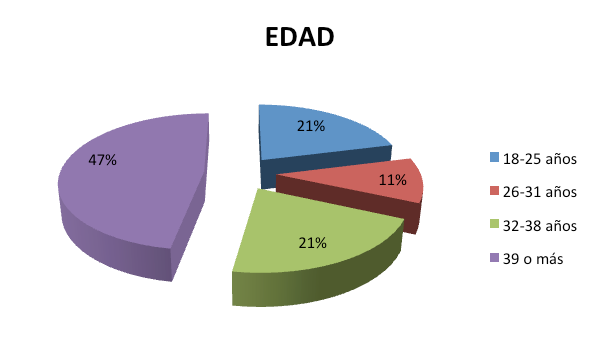 EDAD
21%
47%
11%
21%
18-25 años
26-31 años
32-38 años
39 o más